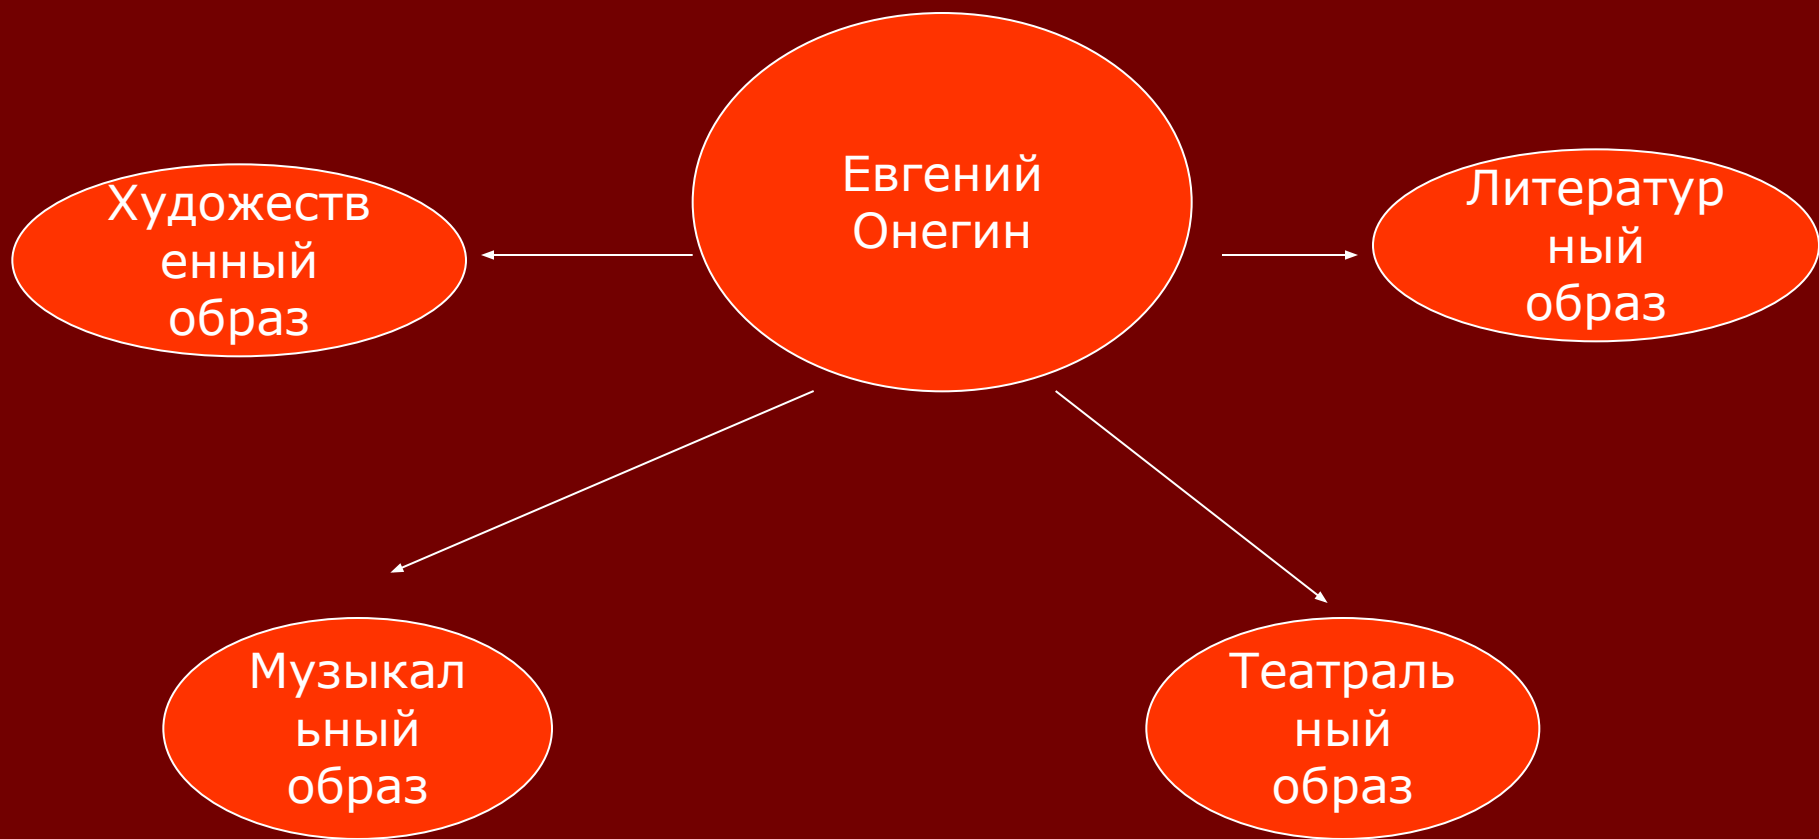 Евгений
Онегин
Художеств
енный
образ
Литератур
ный
образ
Музыкал
ьный
образ
Театраль
ный
образ